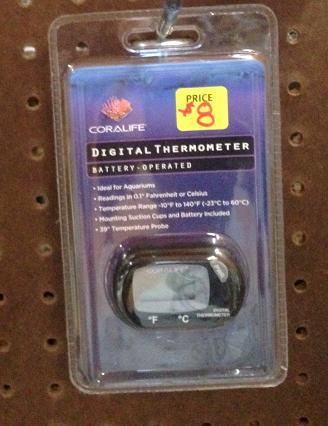 PRICE
$8
CORALIFE
DIGITAL THERMOMETER
BATTERY-OPERATED
• Ideal for Aquariums
• Readings in 0.1° Fahrenheit or Celsius
• Temperature Range -10°F to 140°F (-23°C to 60°C)
• Mounting Suction Cups and Battery Included
• 39" Temperature Probe
CORALIFE
°F °C
DIGITAL
THERMOMETER